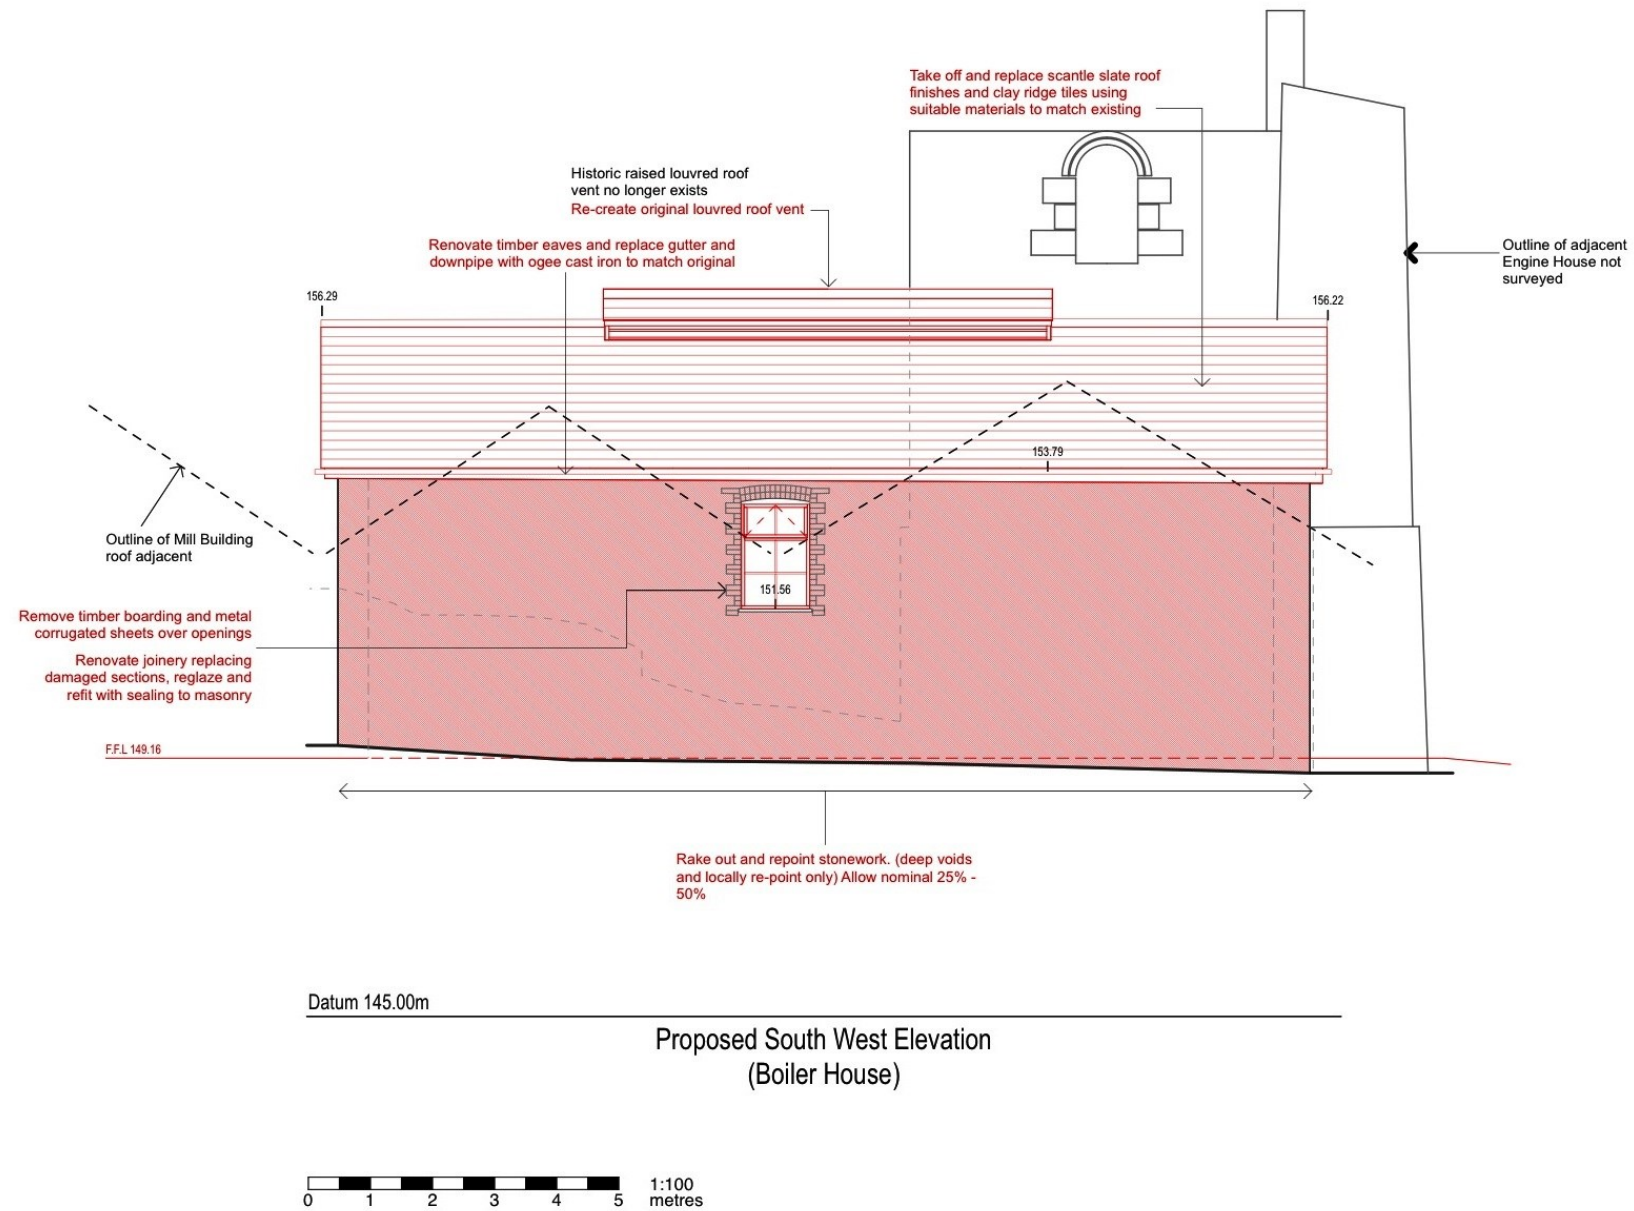 Take off and replace scantle slate roof
finishes and clay ridge tiles using
suitable materials to match existing
Historic raised louvred roof
vent no longer exists
Re-create original louvred roof vent
Renovate timber eaves and replace gutter and
downpipe with ogee cast iron to match original
Outline of adjacent
Engine House not
surveyed
156.29
156.22
153.79
Outline of Mill Building
roof adjacent
151.56
Remove timber boarding and metal
corrugated sheets over openings
Renovate joinery replacing
damaged sections, reglaze and
refit with sealing to masonry
F.F.L 149.16
Rake out and repoint stonework. (deep voids
and locally re-point only) Allow nominal 25% -
50%
Datum 145.00m
Proposed South West Elevation
(Boiler House)
0 1 2 3 4 5
1:100
metres